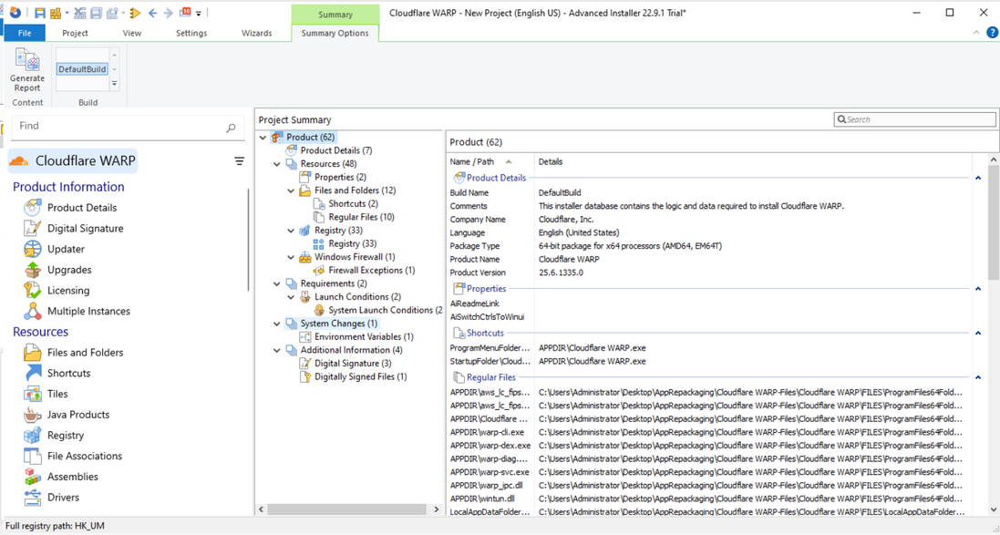 Summary
Cloudflare WARP - New Project (English US) - Advanced Installer 22.9.1 Trial*
File
Project
View
Settings
Wizards
Summary Options
Generate
Report
DefaultBuild
Content
Build
Find
Cloudflare WARP
Product Information
Product Details
Digital Signature
Updater
Upgrades
Licensing
Multiple Instances
Resources
Files and Folders
Shortcuts
Tiles
Java Products
Registry
File Associations
Assemblies
Drivers
Project Summary
Search
Product (62)
Product Details (7)
Resources (48)
Properties (2)
Files and Folders (12)
Shortcuts (2)
Regular Files (10)
Registry (33)
Registry (33)
Windows Firewall (1)
Firewall Exceptions (1)
Requirements (2)
Launch Conditions (2)
System Launch Conditions (2
System Changes (1)
Environment Variables (1)
Additional Information (4)
Digital Signature (3)
Digitally Signed Files (1)
Product (62)
Name / Path Details
Product Details
Build Name DefaultBuild
Comments This installer database contains the logic and data required to install Cloudflare WARP.
Company Name Cloudflare, Inc.
Language English (United States)
Package Type 64-bit package for x64 processors (AMD64, EM64T)
Product Name Cloudflare WARP
Product Version 25.6.1335.0
Properties
AiReadmeLink
AiSwitchCtrlsToWinui
Shortcuts
ProgramMenuFolder... APPDIR\Cloudflare WARP.exe
StartupFolder\Cloud... APPDIR\Cloudflare WARP.exe
Regular Files
APPDIR\aws_lc_fips... C:\Users\Administrator\Desktop\AppRepackaging\Cloudflare WARP-Files\Cloudflare WARP\FILES\ProgramFiles64Fold...
APPDIR\aws_lc_fips... C:\Users\Administrator\Desktop\AppRepackaging\Cloudflare WARP-Files\Cloudflare WARP\FILES\ProgramFiles64Fold...
APPDIR\Cloudflare ... C:\Users\Administrator\Desktop\AppRepackaging\Cloudflare WARP-Files\Cloudflare WARP\FILES\ProgramFiles64Fold...
APPDIR\warp-cli.exe C:\Users\Administrator\Desktop\AppRepackaging\Cloudflare WARP-Files\Cloudflare WARP\FILES\ProgramFiles64Fold...
APPDIR\warp-dex.exe C:\Users\Administrator\Desktop\AppRepackaging\Cloudflare WARP-Files\Cloudflare WARP\FILES\ProgramFiles64Fold...
APPDIR\warp-diag.... C:\Users\Administrator\Desktop\AppRepackaging\Cloudflare WARP-Files\Cloudflare WARP\FILES\ProgramFiles64Fold...
APPDIR\warp-svc.exe C:\Users\Administrator\Desktop\AppRepackaging\Cloudflare WARP-Files\Cloudflare WARP\FILES\ProgramFiles64Fold...
APPDIR\warp_ipc.dll C:\Users\Administrator\Desktop\AppRepackaging\Cloudflare WARP-Files\Cloudflare WARP\FILES\ProgramFiles64Fold...
APPDIR\wintun.dll C:\Users\Administrator\Desktop\AppRepackaging\Cloudflare WARP-Files\Cloudflare WARP\FILES\ProgramFiles64Fold...
LocalAppDataFolder... C:\Users\Administrator\Desktop\AppRepackaging\Cloudflare WARP-Files\Cloudflare WARP\FILES\ProgramFiles64Fold...
Full registry path: HK_UM